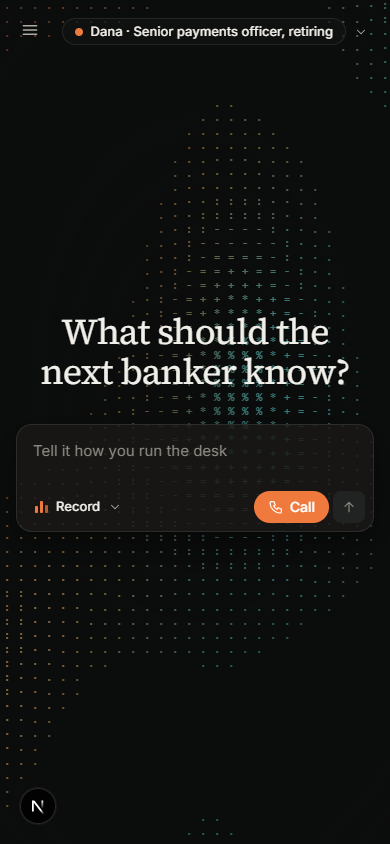 Dana · Senior payments officer, retiring
What should the
next banker know?
Tell it how you run the desk
Record
Call
N